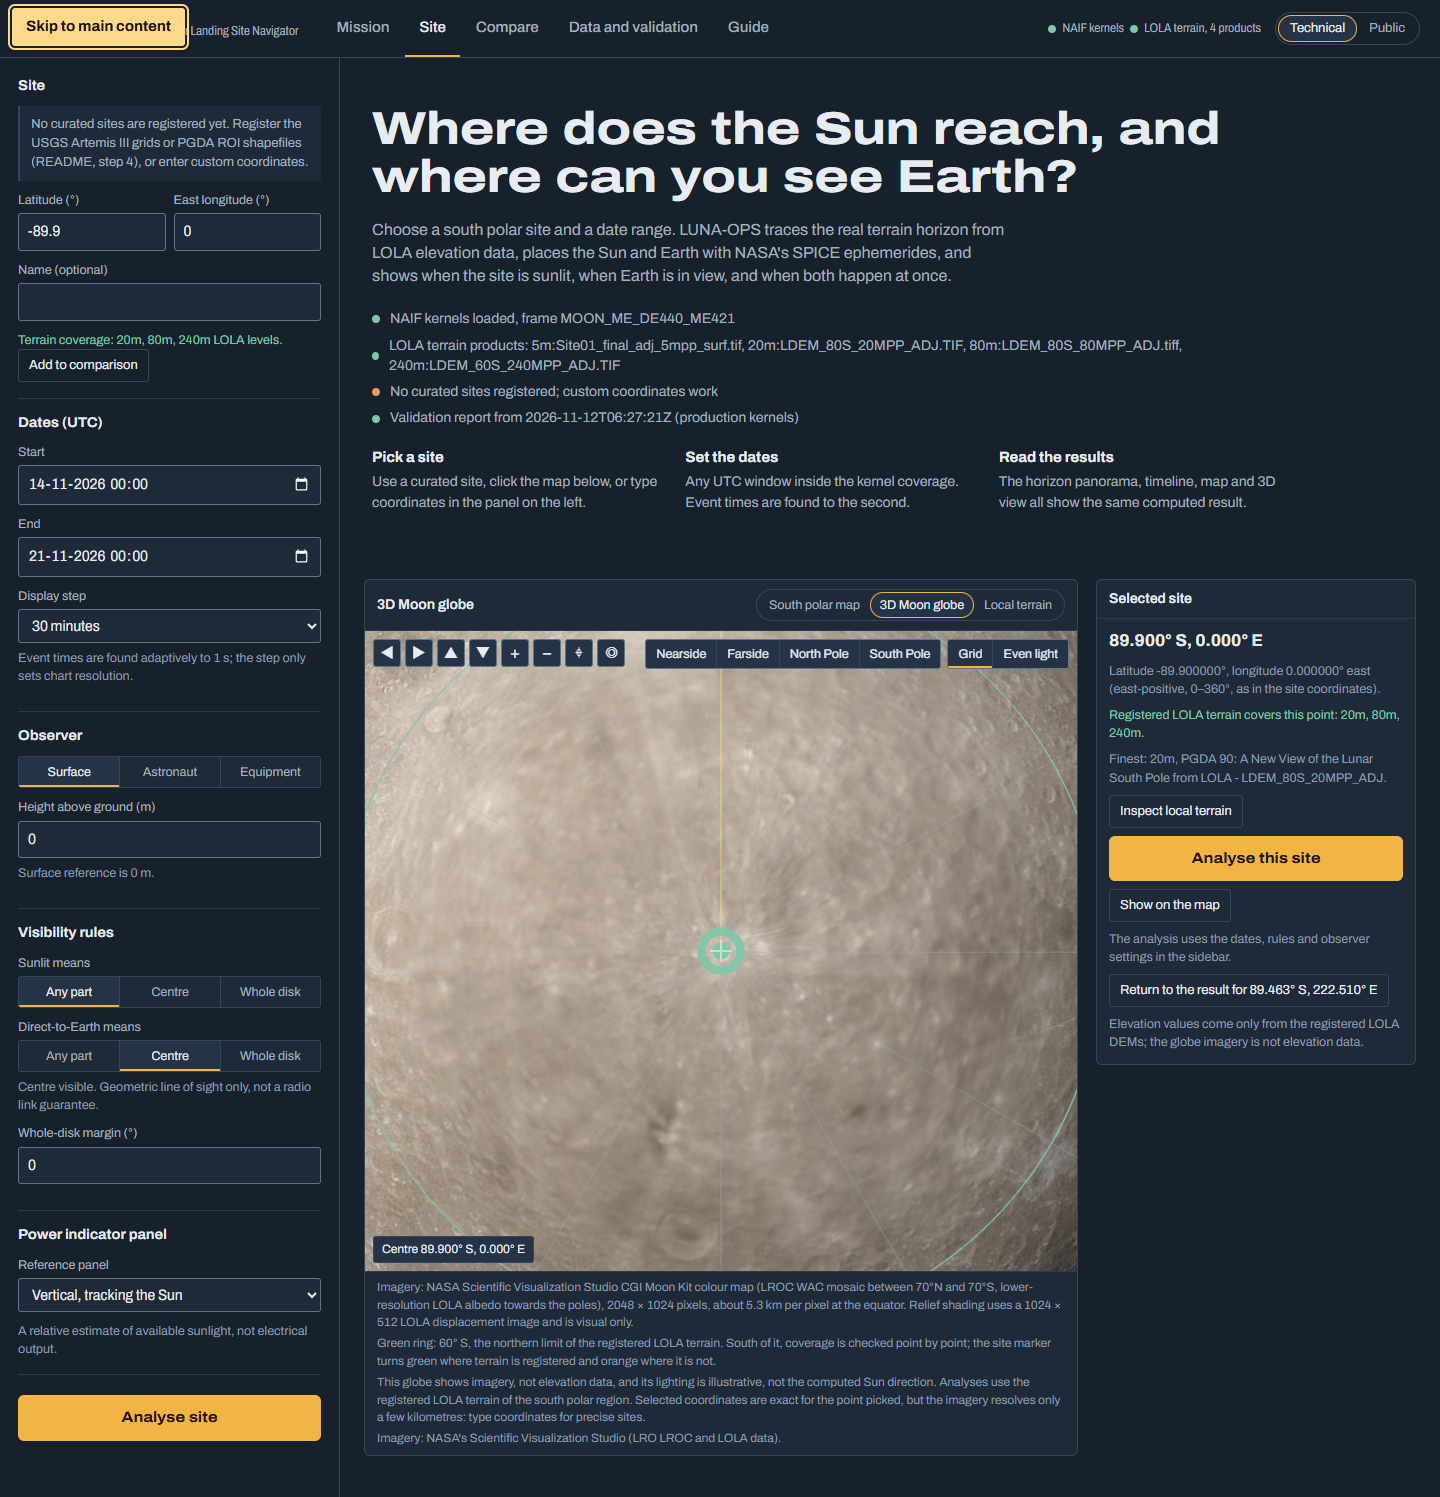 Skip to main content
Landing Site Navigator
Mission
Site
Compare
Data and validation
Guide
NAIF kernels
LOLA terrain, 4 products
Technical
Public
Site
No curated sites are registered yet. Register the
USGS Artemis III grids or PGDA ROI shapefiles
(README, step 4), or enter custom coordinates.
Latitude (°)
East longitude (°)
-89.9
0
Name (optional)
Terrain coverage: 20m, 80m, 240m LOLA levels.
Add to comparison
Dates (UTC)
Start
14-11-2026 00:00
End
21-11-2026 00:00
Display step
30 minutes
Event times are found adaptively to 1 s; the step only
sets chart resolution.
Observer
Surface
Astronaut
Equipment
Height above ground (m)
0
Surface reference is 0 m.
Visibility rules
Sunlit means
Any part
Centre
Whole disk
Direct-to-Earth means
Any part
Centre
Whole disk
Centre visible. Geometric line of sight only, not a radio
link guarantee.
Whole-disk margin (°)
0
Power indicator panel
Reference panel
Vertical, tracking the Sun
A relative estimate of available sunlight, not electrical
output.
Analyse site
Where does the Sun reach, and
where can you see Earth?
Choose a south polar site and a date range. LUNA-OPS traces the real terrain horizon from
LOLA elevation data, places the Sun and Earth with NASA's SPICE ephemerides, and
shows when the site is sunlit, when Earth is in view, and when both happen at once.
NAIF kernels loaded, frame MOON_ME_DE440_ME421
LOLA terrain products: 5m:Site01_final_adj_5mpp_surf.tif, 20m:LDEM_80S_20MPP_ADJ.TIF, 80m:LDEM_80S_80MPP_ADJ.tiff,
240m:LDEM_60S_240MPP_ADJ.TIF
No curated sites registered; custom coordinates work
Validation report from 2026-11-12T06:27:21Z (production kernels)
Pick a site
Use a curated site, click the map below, or type
coordinates in the panel on the left.
Set the dates
Any UTC window inside the kernel coverage.
Event times are found to the second.
Read the results
The horizon panorama, timeline, map and 3D
view all show the same computed result.
3D Moon globe
South polar map
3D Moon globe
Local terrain
Nearside
Farside
North Pole
South Pole
Grid
Even light
Centre 89.900° S, 0.000° E
Imagery: NASA Scientific Visualization Studio CGI Moon Kit colour map (LROC WAC mosaic between 70°N and 70°S, lower-
resolution LOLA albedo towards the poles), 2048 × 1024 pixels, about 5.3 km per pixel at the equator. Relief shading uses a 1024 ×
512 LOLA displacement image and is visual only.
Green ring: 60° S, the northern limit of the registered LOLA terrain. South of it, coverage is checked point by point; the site marker
turns green where terrain is registered and orange where it is not.
This globe shows imagery, not elevation data, and its lighting is illustrative, not the computed Sun direction. Analyses use the
registered LOLA terrain of the south polar region. Selected coordinates are exact for the point picked, but the imagery resolves only
a few kilometres: type coordinates for precise sites.
Imagery: NASA's Scientific Visualization Studio (LRO LROC and LOLA data).
Selected site
89.900° S, 0.000° E
Latitude -89.900000°, longitude 0.000000° east
(east-positive, 0–360°, as in the site coordinates).
Registered LOLA terrain covers this point: 20m, 80m,
240m.
Finest: 20m, PGDA 90: A New View of the Lunar
South Pole from LOLA - LDEM_80S_20MPP_ADJ.
Inspect local terrain
Analyse this site
Show on the map
The analysis uses the dates, rules and observer
settings in the sidebar.
Return to the result for 89.463° S, 222.510° E
Elevation values come only from the registered LOLA
DEMs; the globe imagery is not elevation data.